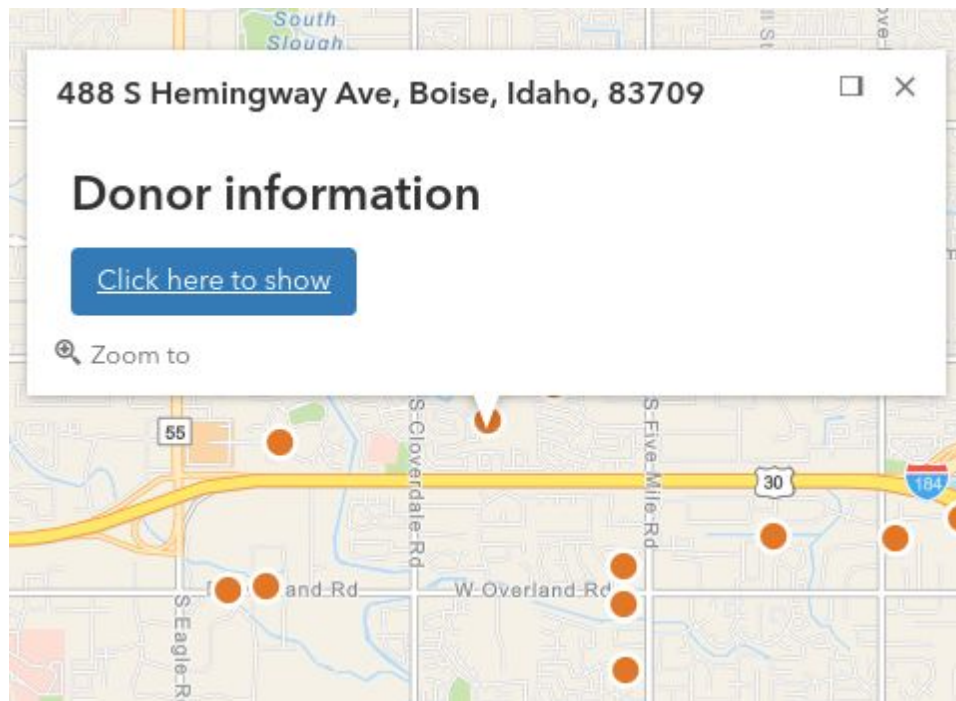 South
Slough
488 S Hemingway Ave, Boise, Idaho, 83709
Donor information
Click here to show
Zoom to
55
S Cloverdale Rd
S Five Mile Rd
30
184
and Rd
W Overland Rd
S Eagle R